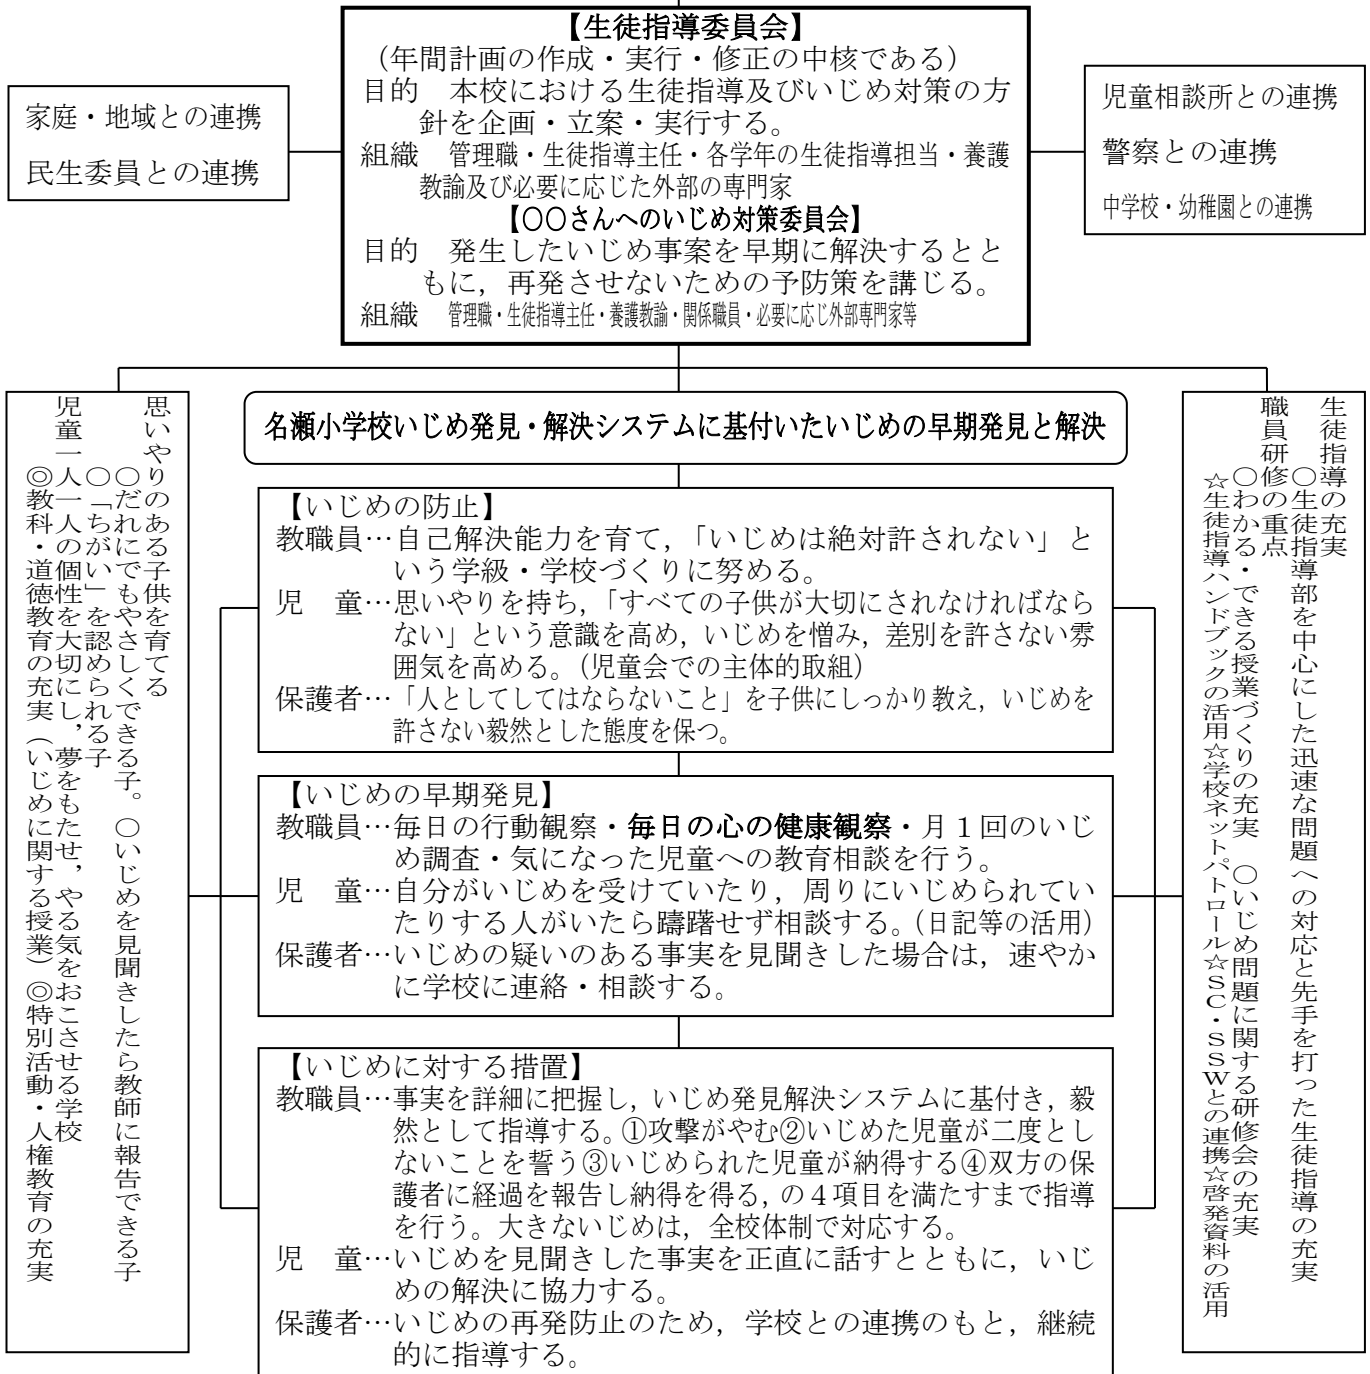 【生徒指導委員会】
(年間計画の作成・実行・修正の中核である)
目的　本校における生徒指導及びいじめ対策の方
針を企画・立案・実行する。
組織　管理職・生徒指導主任・各学年の生徒指導担当・養護
教諭及び必要に応じた外部の専門家
【○○さんへのいじめ対策委員会】
目的　発生したいじめ事案を早期に解決するとと
もに，再発させないための予防策を講じる。
組織　管理職・生徒指導主任・養護教諭・関係職員・必要に応じ外部専門家等
家庭・地域との連携
民生委員との連携
児童相談所との連携
警察との連携
中学校・幼稚園との連携
名瀬小学校いじめ発見・解決システムに基付いたいじめの早期発見と解決
【いじめの防止】
教職員…自己解決能力を育て，「いじめは絶対許されない」と
いう学級・学校づくりに努める。
児　童…思いやりを持ち，「すべての子供が大切にされなければなら
ない」という意識を高め，いじめを憎み，差別を許さない雰
囲気を高める。(児童会での主体的取組)
保護者…「人としてしてはならないこと」を子供にしっかり教え，いじめを
許さない毅然とした態度を保つ。
【いじめの早期発見】
教職員…毎日の行動観察・毎日の心の健康観察・月１回のいじ
め調査・気になった児童への教育相談を行う。
児　童…自分がいじめを受けていたり，周りにいじめられてい
たりする人がいたら躊躇せず相談する。(日記等の活用)
保護者…いじめの疑いのある事実を見聞きした場合は，速やか
に学校に連絡・相談する。
【いじめに対する措置】
教職員…事実を詳細に把握し，いじめ発見解決システムに基付き，毅
然として指導する。①攻撃がやむ②いじめた児童が二度とし
ないことを誓う③いじめられた児童が納得する④双方の保
護者に経過を報告し納得を得る，の４項目を満たすまで指導
を行う。大きないじめは，全校体制で対応する。
児　童…いじめを見聞きした事実を正直に話すとともに，いじ
めの解決に協力する。
保護者…いじめの再発防止のため，学校との連携のもと，継続
的に指導する。
思いやりのある子供を育てる
○だれにでもやさしくできる子。○いじめを見聞きしたら教師に報告できる子
○「ちがい」を認められる子
児童一人一人の個性を大切にし，夢をもたせ，やる気をおこさせる学校
◎教科・道徳教育の充実（いじめに関する授業）◎特別活動・人権教育の充実
生徒指導の充実
○生徒指導部を中心にした迅速な問題への対応と先手を打った生徒指導の充実
職員研修の重点
○わかる・できる授業づくりの充実　○いじめ問題に関する研修会の充実
☆生徒指導ハンドブックの活用☆学校ネットパトロール☆ＳＣ・ＳＳＷとの連携☆啓発資料の活用